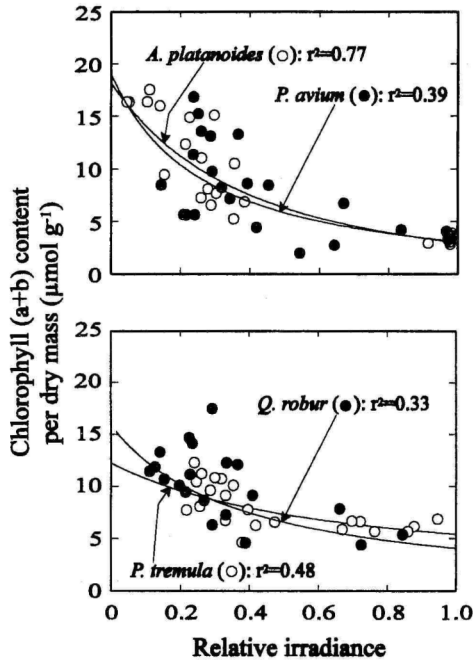 25
20
15
10
5
0
A. platanoides (○): r²=0.77
P. avium (●): r²=0.39
Chlorophyll (a+b) content
per dry mass (μmol g⁻¹)
25
20
15
10
5
0
Q. robur (●): r²=0.33
P. tremula (○): r²=0.48
0 0.2 0.4 0.6 0.8 1.0
Relative irradiance